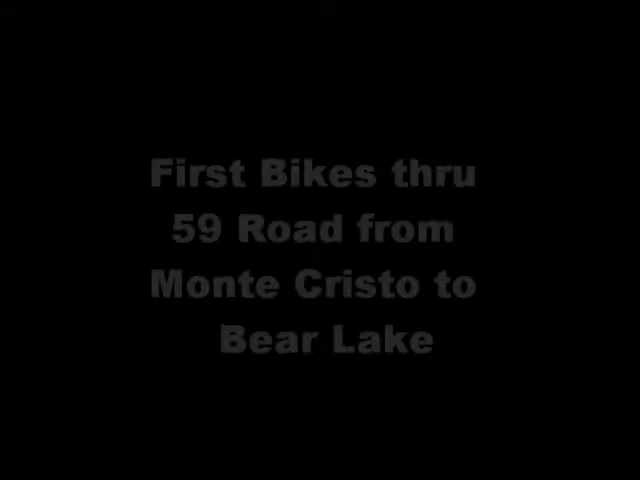 First Bikes thru
59 Road from
Monte Cristo to
Bear Lake